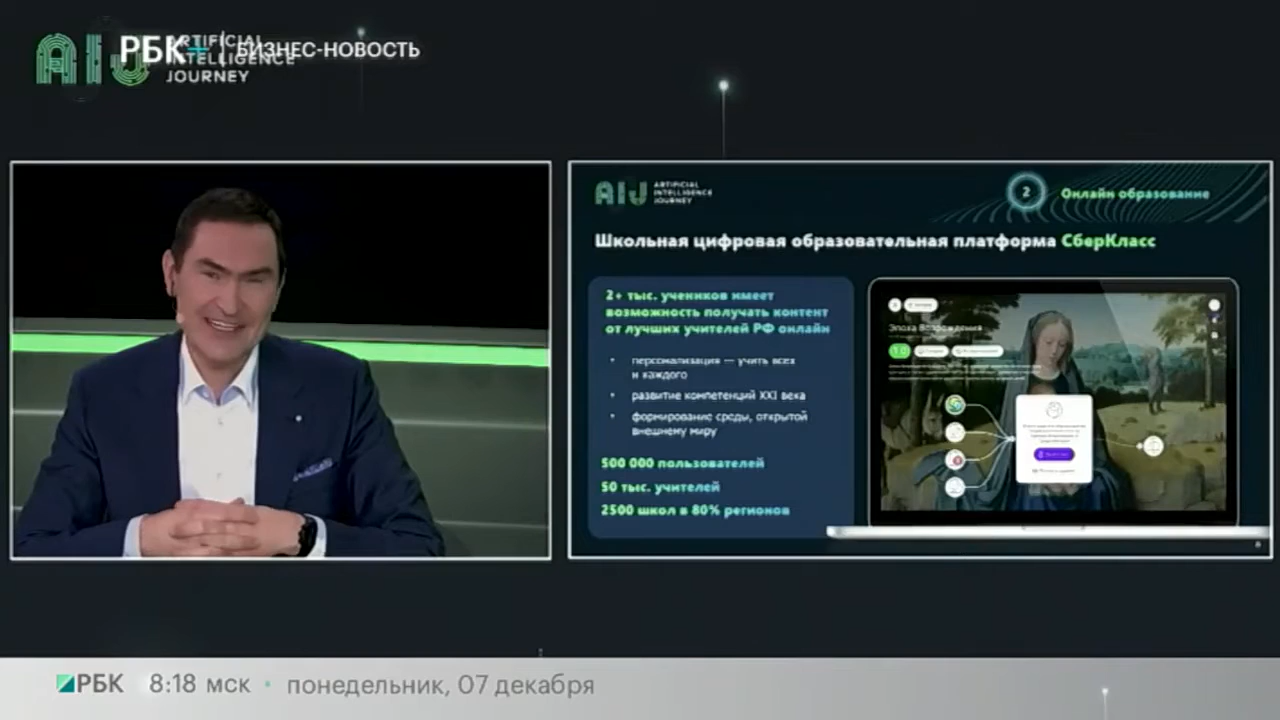 РБК+ | БИЗНЕС-НОВОСТЬ
AIJ ARTIFICIAL
INTELLIGENCE
JOURNEY
AIJ ARTIFICIAL
INTELLIGENCE
JOURNEY
2 Онлайн образование
Школьная цифровая образовательная платформа СберКласс
2+ тыс. учеников имеет
возможность получать контент
от лучших учителей РФ онлайн
• персонализация — учить всех
и каждого
• развитие компетенций XXI века
• формирование среды, открытой
внешнему миру
500 000 пользователей
50 тыс. учителей
2500 школ в 80% регионов
Эпоха Возрождения
РБК 8:18 мск • понедельник, 07 декабря